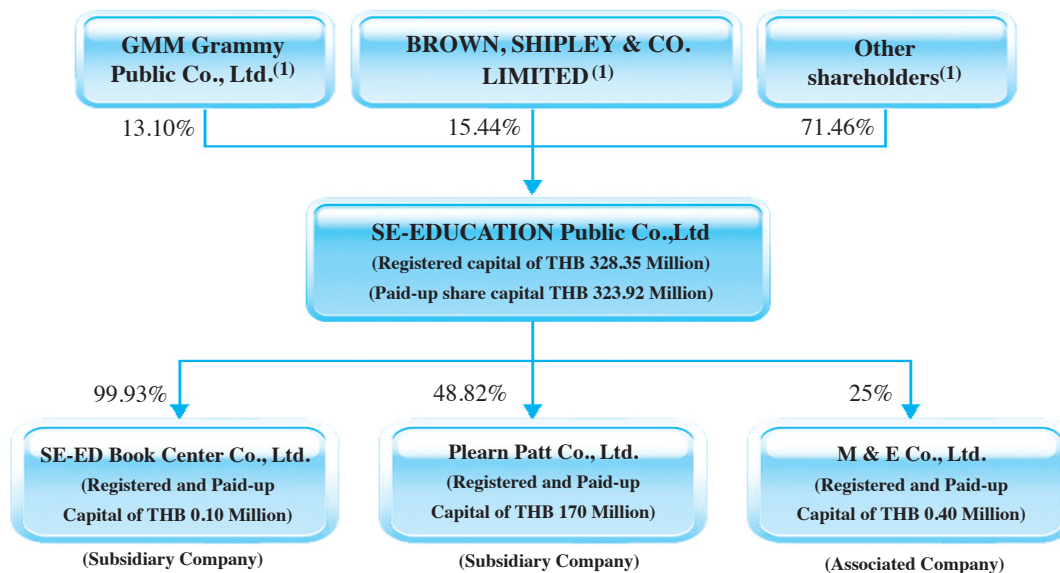 GMM Grammy
Public Co., Ltd.(1)
BROWN, SHIPLEY & CO.
LIMITED(1)
Other
shareholders(1)
13.10%
15.44%
71.46%
SE-EDUCATION Public Co.,Ltd
(Registered capital of THB 328.35 Million)
(Paid-up share capital THB 323.92 Million)
99.93%
48.82%
25%
SE-ED Book Center Co., Ltd.
(Registered and Paid-up
Capital of THB 0.10 Million)
(Subsidiary Company)
Plearn Patt Co., Ltd.
(Registered and Paid-up
Capital of THB 170 Million)
(Subsidiary Company)
M & E Co., Ltd.
(Registered and Paid-up
Capital of THB 0.40 Million)
(Associated Company)